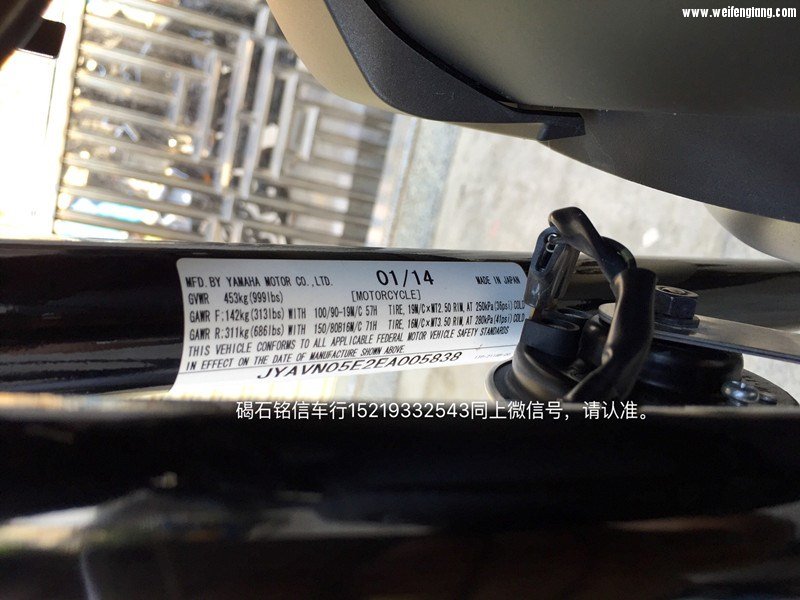 www.weifengtang.com
MFD. BY YAMAHA MOTOR CO., LTD. 01/14 MADE IN JAPAN
GVWR 453kg(999lbs) [MOTORCYCLE]
GAWR F:142kg(313lbs) WITH 100/90-19M/C 57H TIRE, 19M/C×MT2.50 RIM, AT 250kPa(36psi) COLD
GAWR R:311kg(686lbs) WITH 150/80B16M/C 71H TIRE, 16M/C×MT3.50 RIM, AT 280kPa(41psi) COLD
THIS VEHICLE CONFORMS TO ALL APPLICABLE FEDERAL MOTOR VEHICLE SAFETY STANDARDS
IN EFFECT ON THE DATE OF MANUFACTURE SHOWN ABOVE.
JYAVN05E2EA005838
碣石铭信车行15219332543同上微信号，请认准。